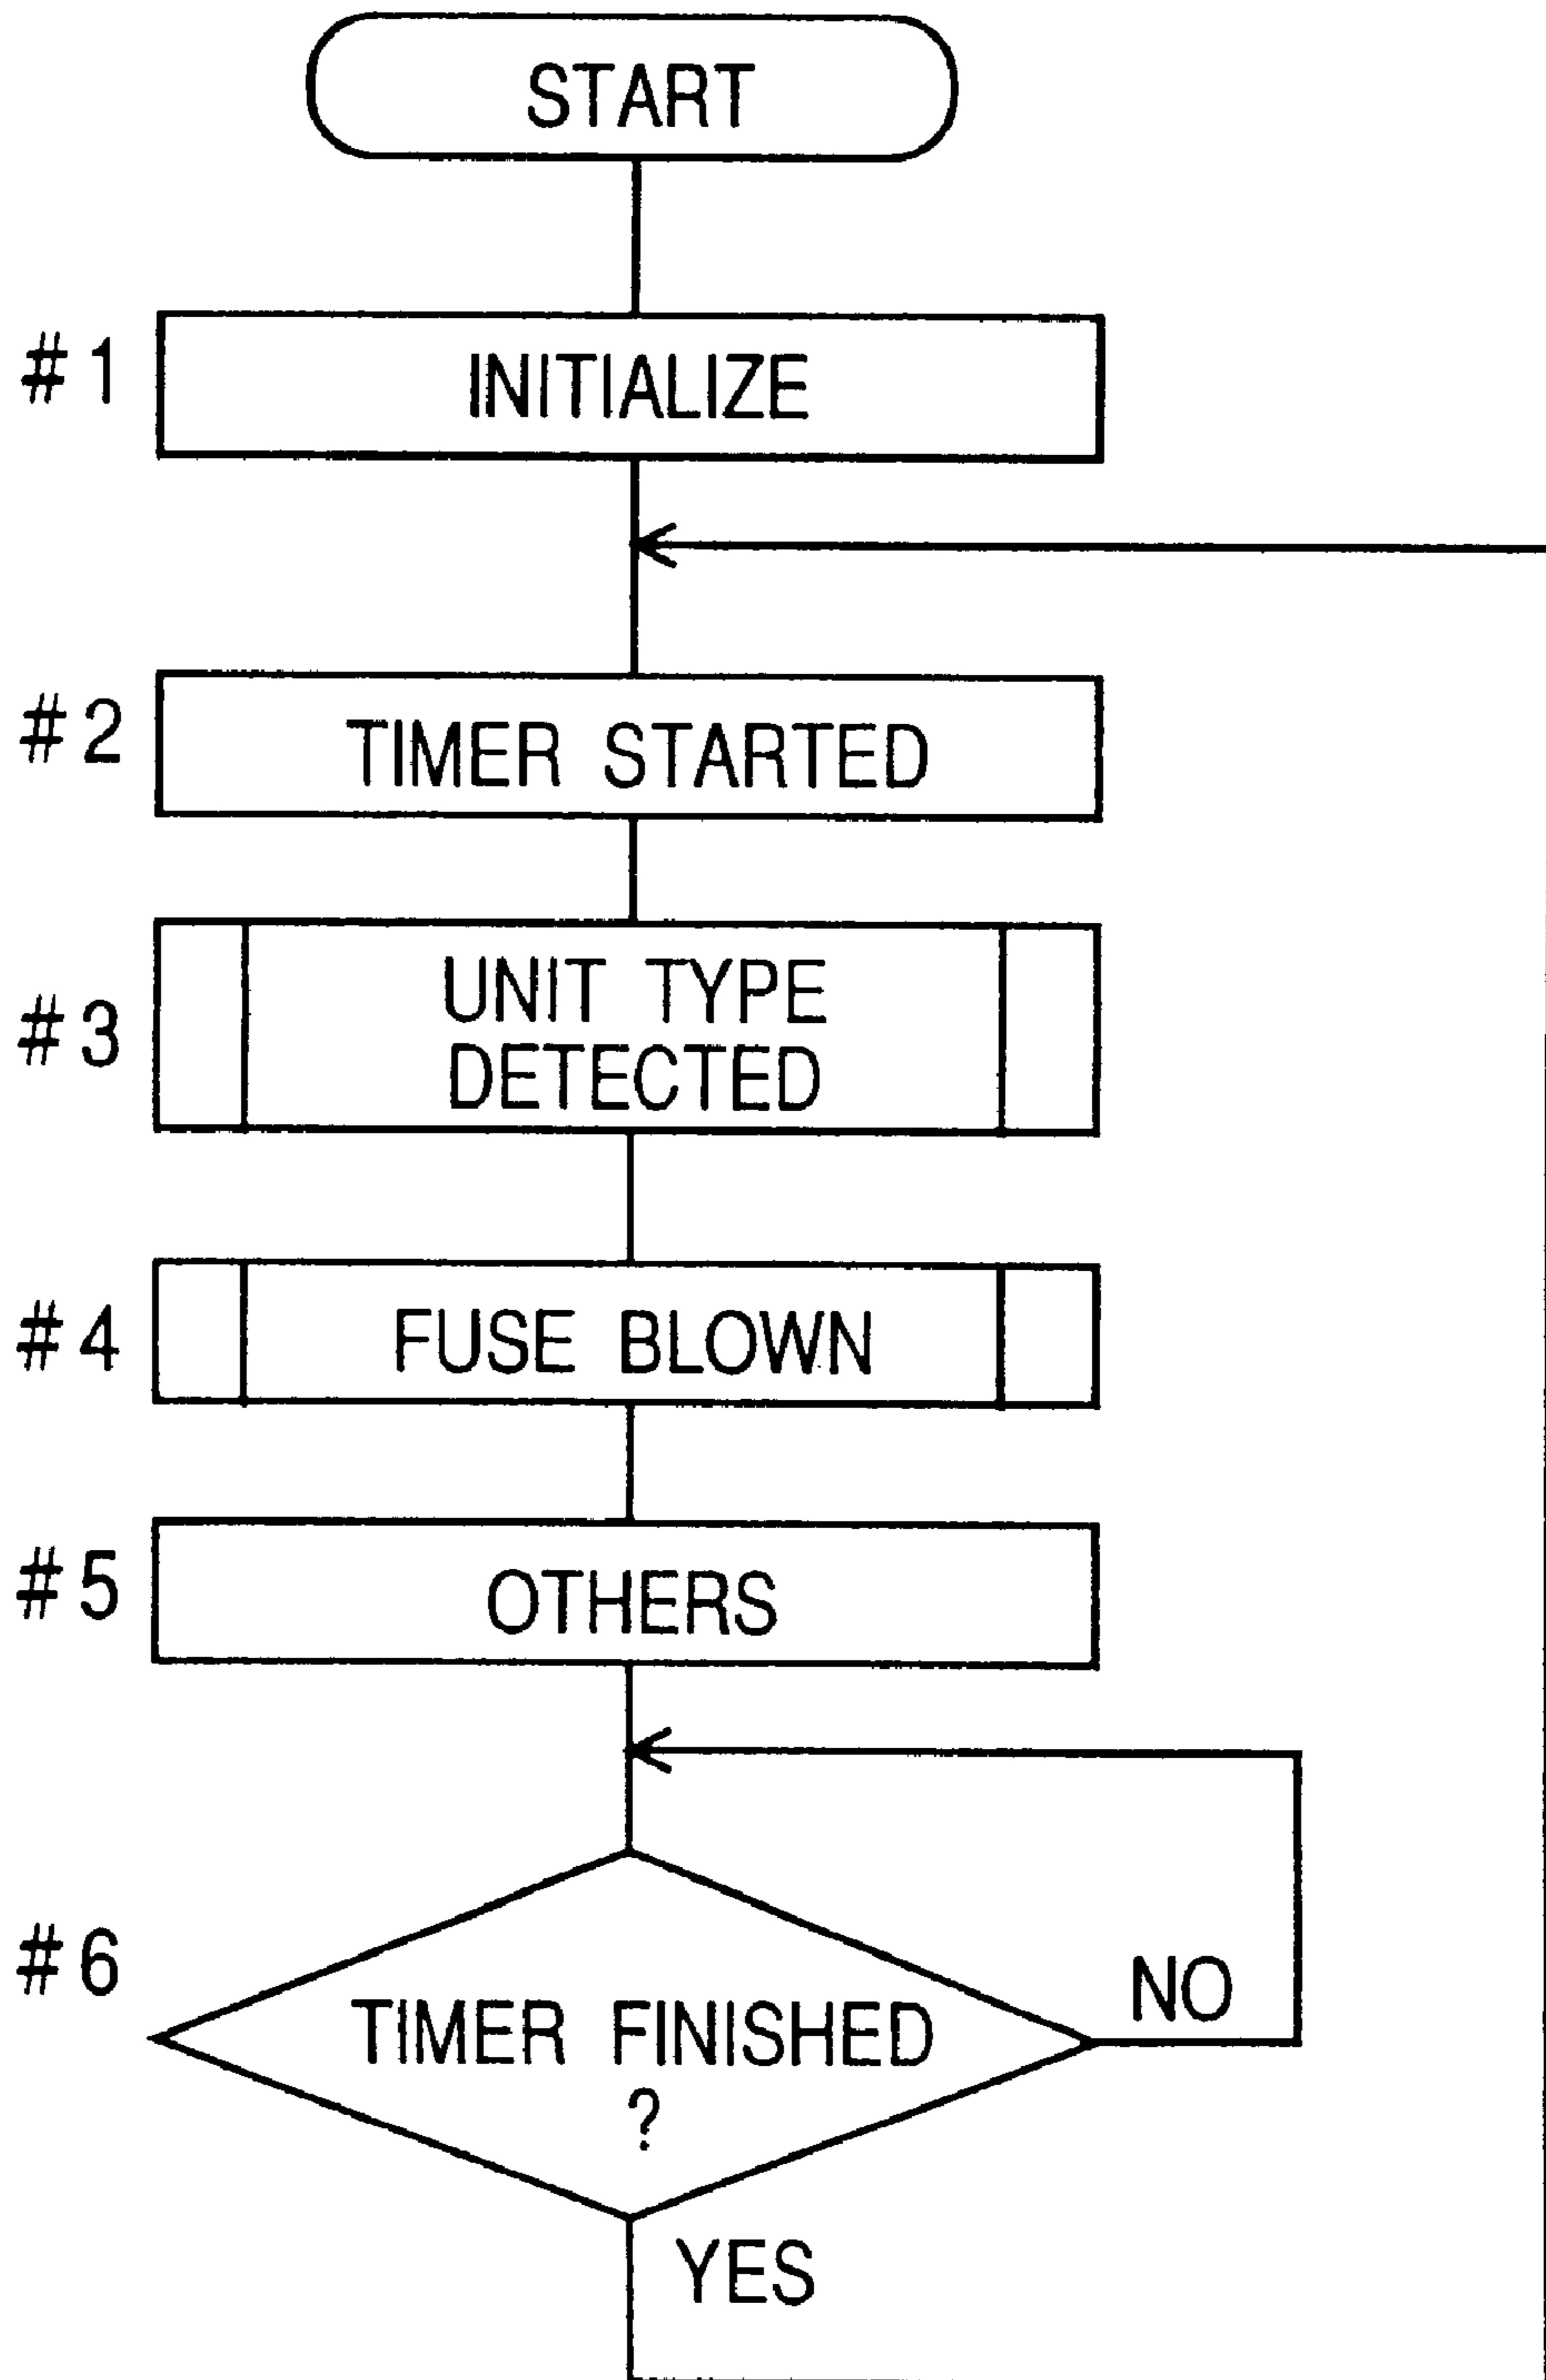 START
#1 INITIALIZE
#2 TIMER STARTED
#3 UNIT TYPE
DETECTED
#4 FUSE BLOWN
#5 OTHERS
#6 TIMER FINISHED
?
NO
YES